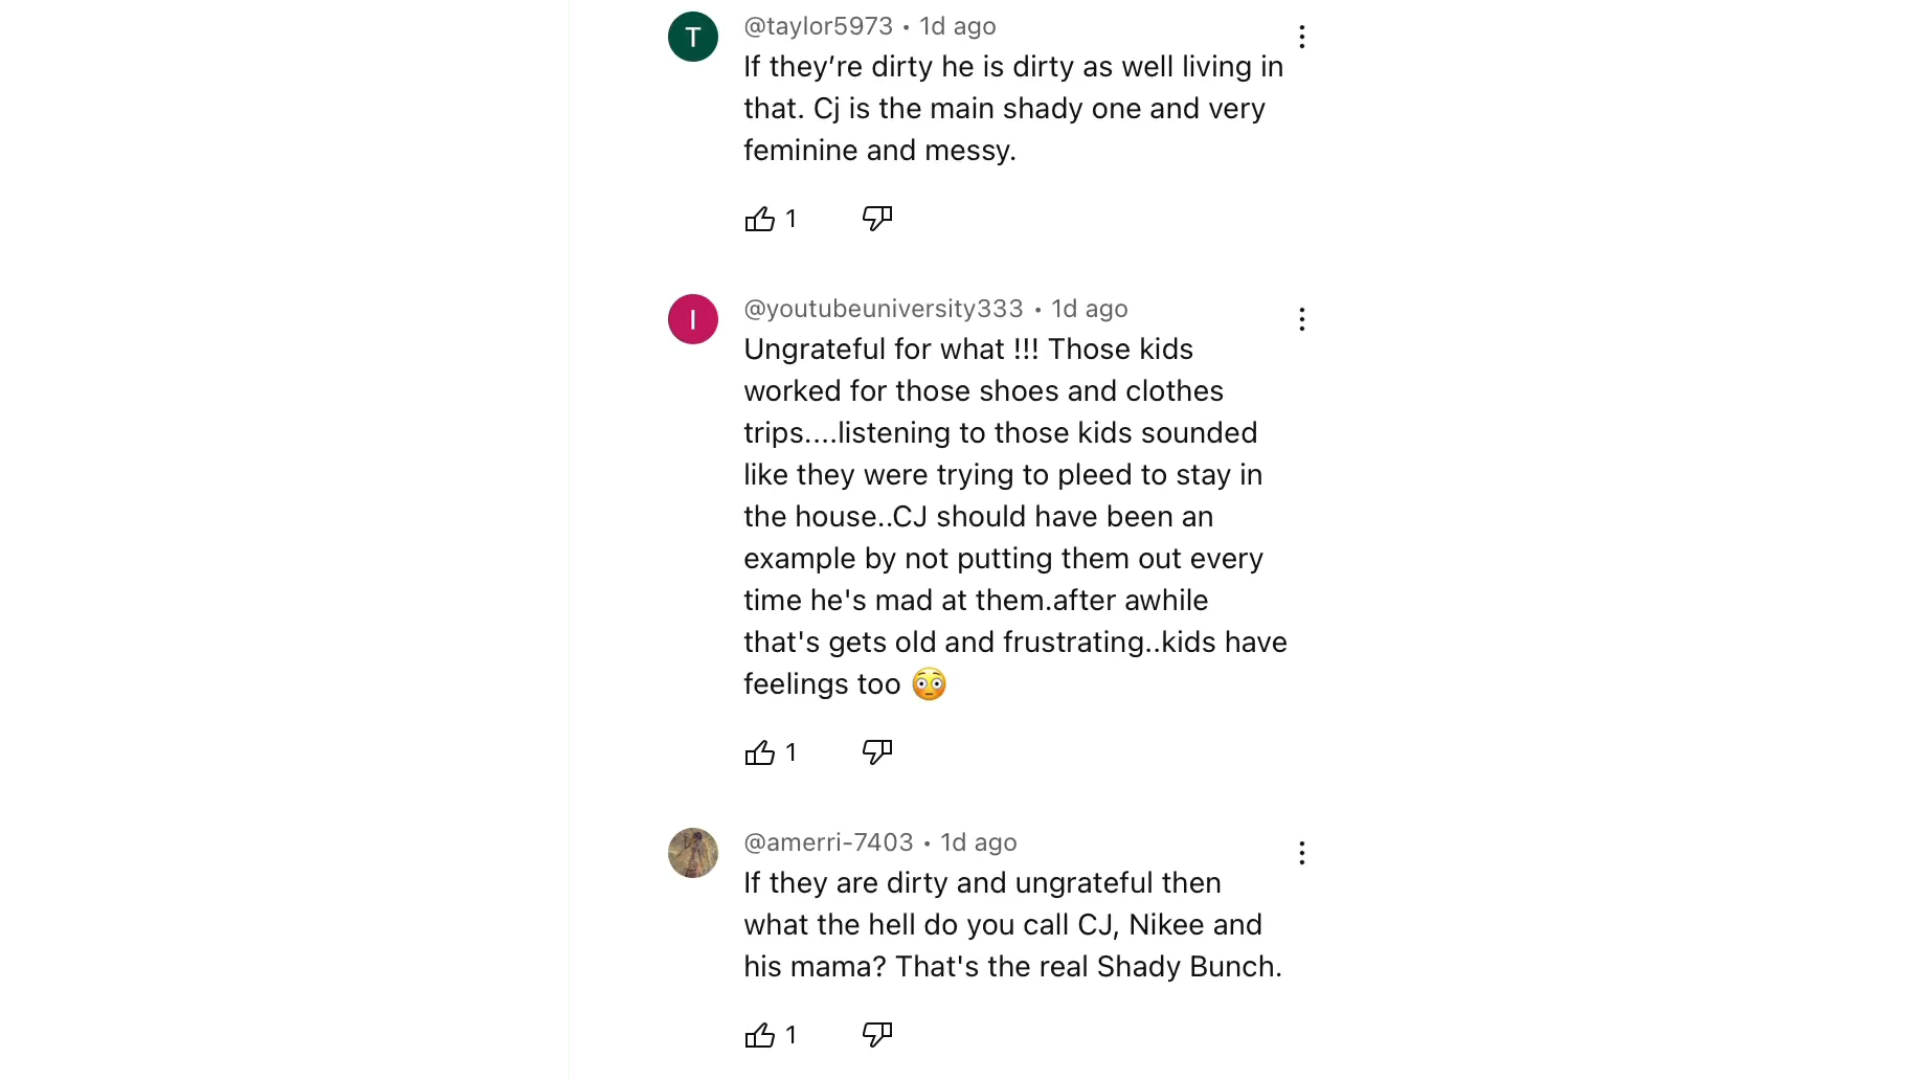 T
@taylor5973 • 1d ago
If they’re dirty he is dirty as well living in
that. Cj is the main shady one and very
feminine and messy.
1
I
@youtubeuniversity333 • 1d ago
Ungrateful for what !!! Those kids
worked for those shoes and clothes
trips....listening to those kids sounded
like they were trying to pleed to stay in
the house..CJ should have been an
example by not putting them out every
time he's mad at them.after awhile
that's gets old and frustrating..kids have
feelings too 😳
1
@amerri-7403 • 1d ago
If they are dirty and ungrateful then
what the hell do you call CJ, Nikee and
his mama? That's the real Shady Bunch.
1